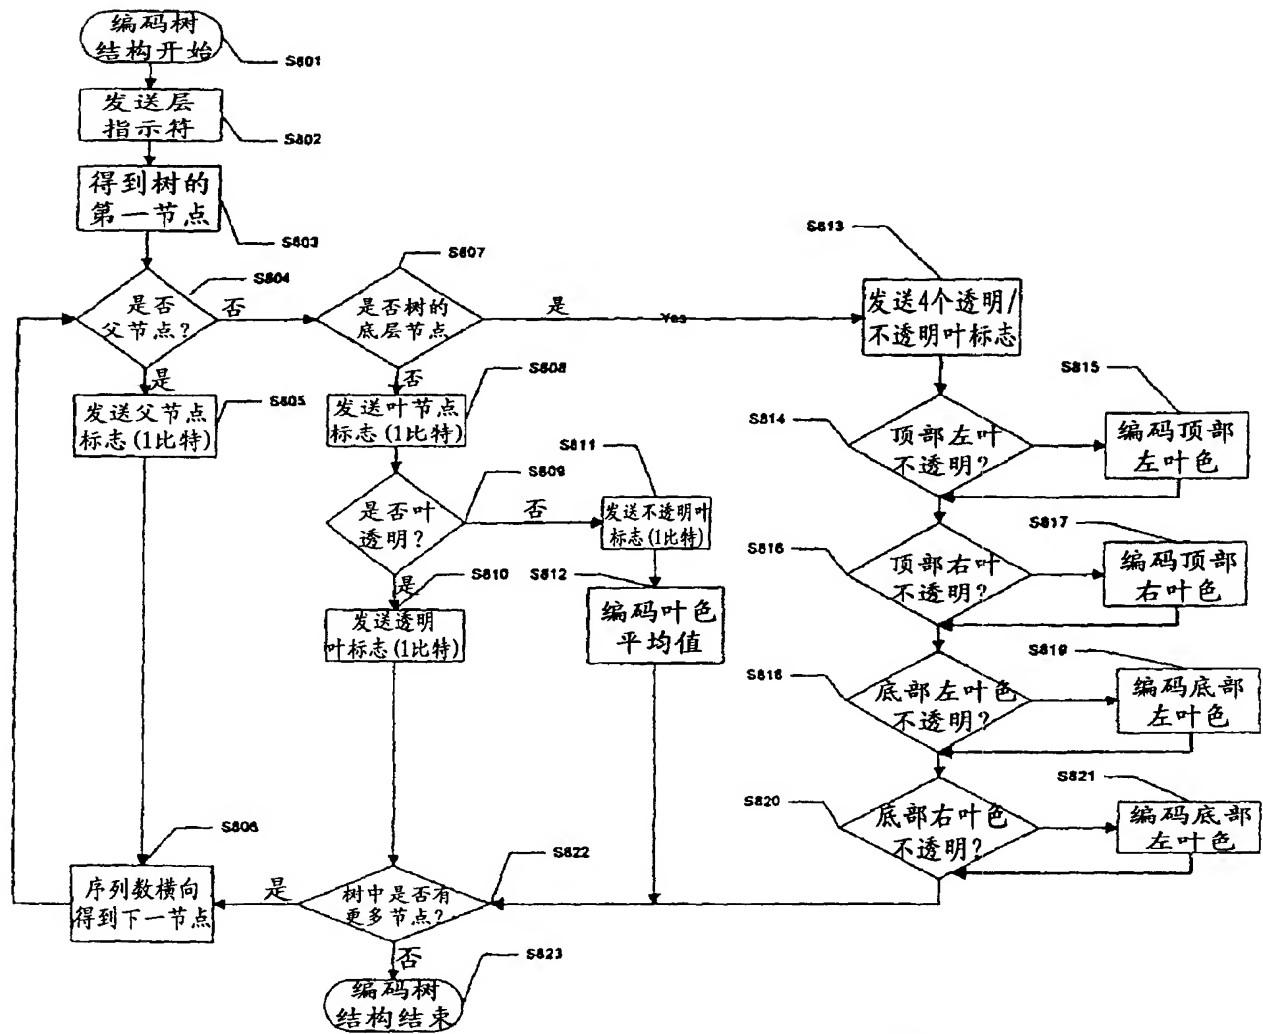 编码树
结构开始
S801
发送层
指示符
S802
得到树的
第一节点
S803
是否
父节点?
S804
否
是
发送父节点
标志(1比特)
S805
序列数横向
得到下一节点
S806
是否树的
底层节点
S807
是
Yes
否
发送叶节点
标志(1比特)
S808
是否叶
透明?
S809
否
是
发送透明
叶标志(1比特)
S810
发送不透明叶
标志(1比特)
S811
编码叶色
平均值
S812
发送4个透明/
不透明叶标志
S813
顶部左叶
不透明?
S814
编码顶部
左叶色
S815
顶部右叶
不透明?
S816
编码顶部
右叶色
S817
底部左叶色
不透明?
S818
编码底部
左叶色
S819
底部右叶色
不透明?
S820
编码底部
左叶色
S821
树中是否有
更多节点?
S822
是
否
编码树
结构结束
S823